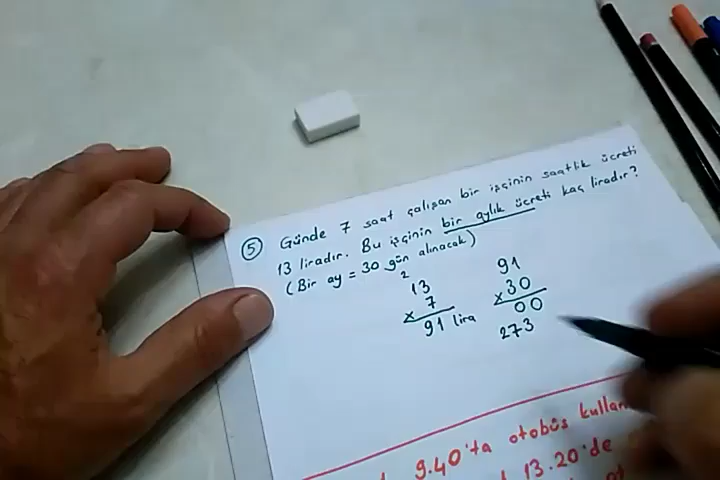 5 Günde 7 saat çalışan bir işçinin saatlik ücreti
13 liradır. Bu işçinin bir aylık ücreti kaç liradır?
(Bir ay = 30 gün alınacak)
2
13
x 7
91 lira
91
x 30
00
273
9.40'ta otobüs
13.20'de